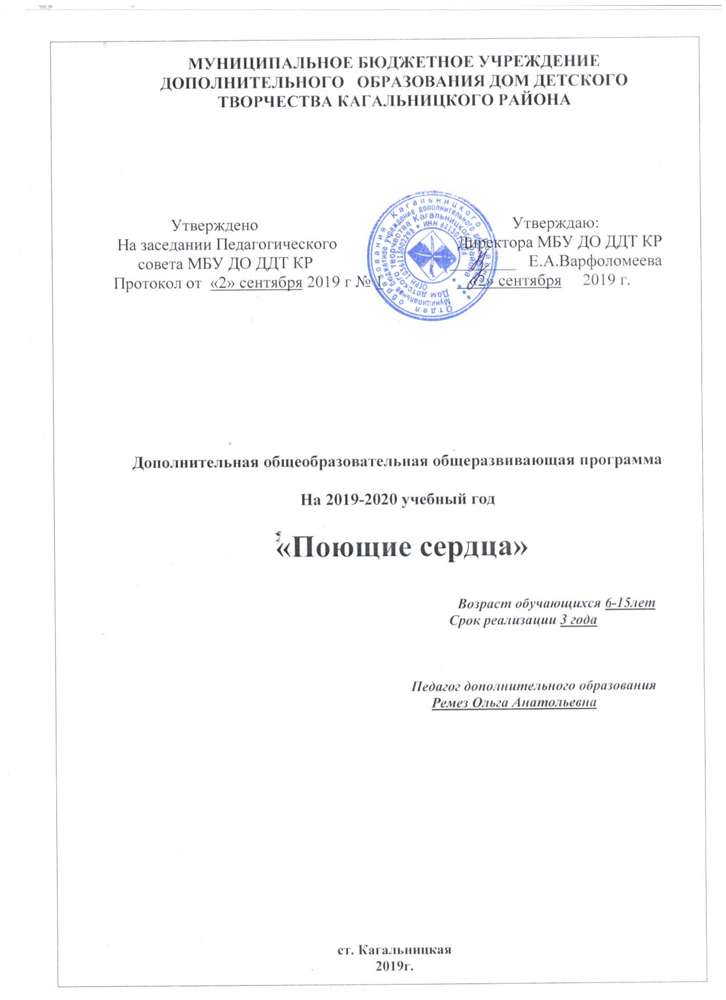 МУНИЦИПАЛЬНОЕ БЮДЖЕТНОЕ УЧРЕЖДЕНИЕ
ДОПОЛНИТЕЛЬНОГО ОБРАЗОВАНИЯ ДОМ ДЕТСКОГО
ТВОРЧЕСТВА КАГАЛЬНИЦКОГО РАЙОНА
Утверждено
На заседании Педагогического
совета МБУ ДО ДДТ КР
Протокол от «2» сентября 2019 г № 1
Утверждаю:
Директора МБУ ДО ДДТ КР
Е.А.Варфоломеева
«2» сентября 2019 г.
Отдел образования Кагальницкого района
Муниципальное бюджетное учреждение дополнительного образования
Дом детского творчества Кагальницкого района
ОГРН 1036113002298 * ИНН
Дополнительная общеобразовательная общеразвивающая программа
На 2019-2020 учебный год
«Поющие сердца»
Возраст обучающихся 6-15лет
Срок реализации 3 года
Педагог дополнительного образования
Ремез Ольга Анатольевна
ст. Кагальницкая
2019г.